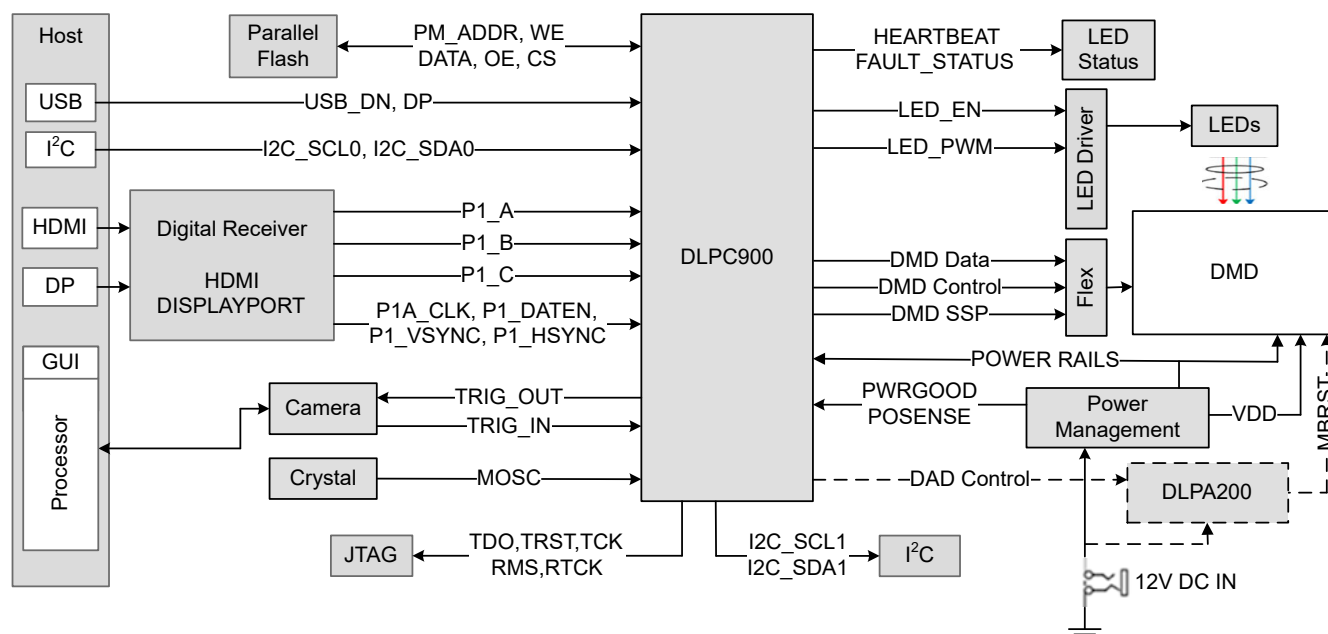 Host
USB
I²C
HDMI
DP
GUI
Processor
Parallel
Flash
PM_ADDR, WE
DATA, OE, CS
USB_DN, DP
I2C_SCL0, I2C_SDA0
Digital Receiver
HDMI
DISPLAYPORT
P1_A
P1_B
P1_C
P1A_CLK, P1_DATEN,
P1_VSYNC, P1_HSYNC
Camera
TRIG_OUT
TRIG_IN
Crystal
MOSC
JTAG
TDO,TRST,TCK
RMS,RTCK
DLPC900
I2C_SCL1
I2C_SDA1
I²C
HEARTBEAT
FAULT_STATUS
LED
Status
LED_EN
LED_PWM
LED Driver
LEDs
DMD Data
DMD Control
DMD SSP
Flex
DMD
POWER RAILS
PWRGOOD
POSENSE
Power
Management
VDD
MBRST
DAD Control
DLPA200
12V DC IN